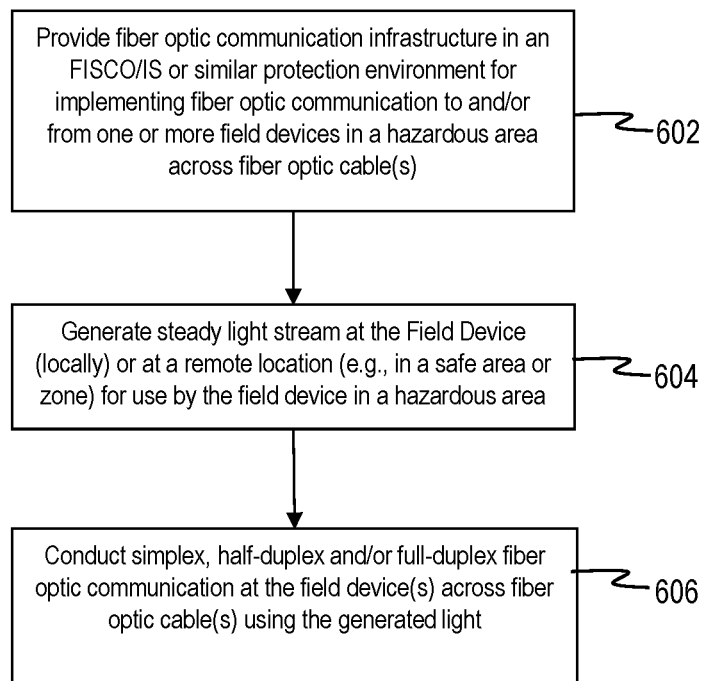 Provide fiber optic communication infrastructure in an
FISCO/IS or similar protection environment for
implementing fiber optic communication to and/or
from one or more field devices in a hazardous area
across fiber optic cable(s)
602
Generate steady light stream at the Field Device
(locally) or at a remote location (e.g., in a safe area or
zone) for use by the field device in a hazardous area
604
Conduct simplex, half-duplex and/or full-duplex fiber
optic communication at the field device(s) across fiber
optic cable(s) using the generated light
606